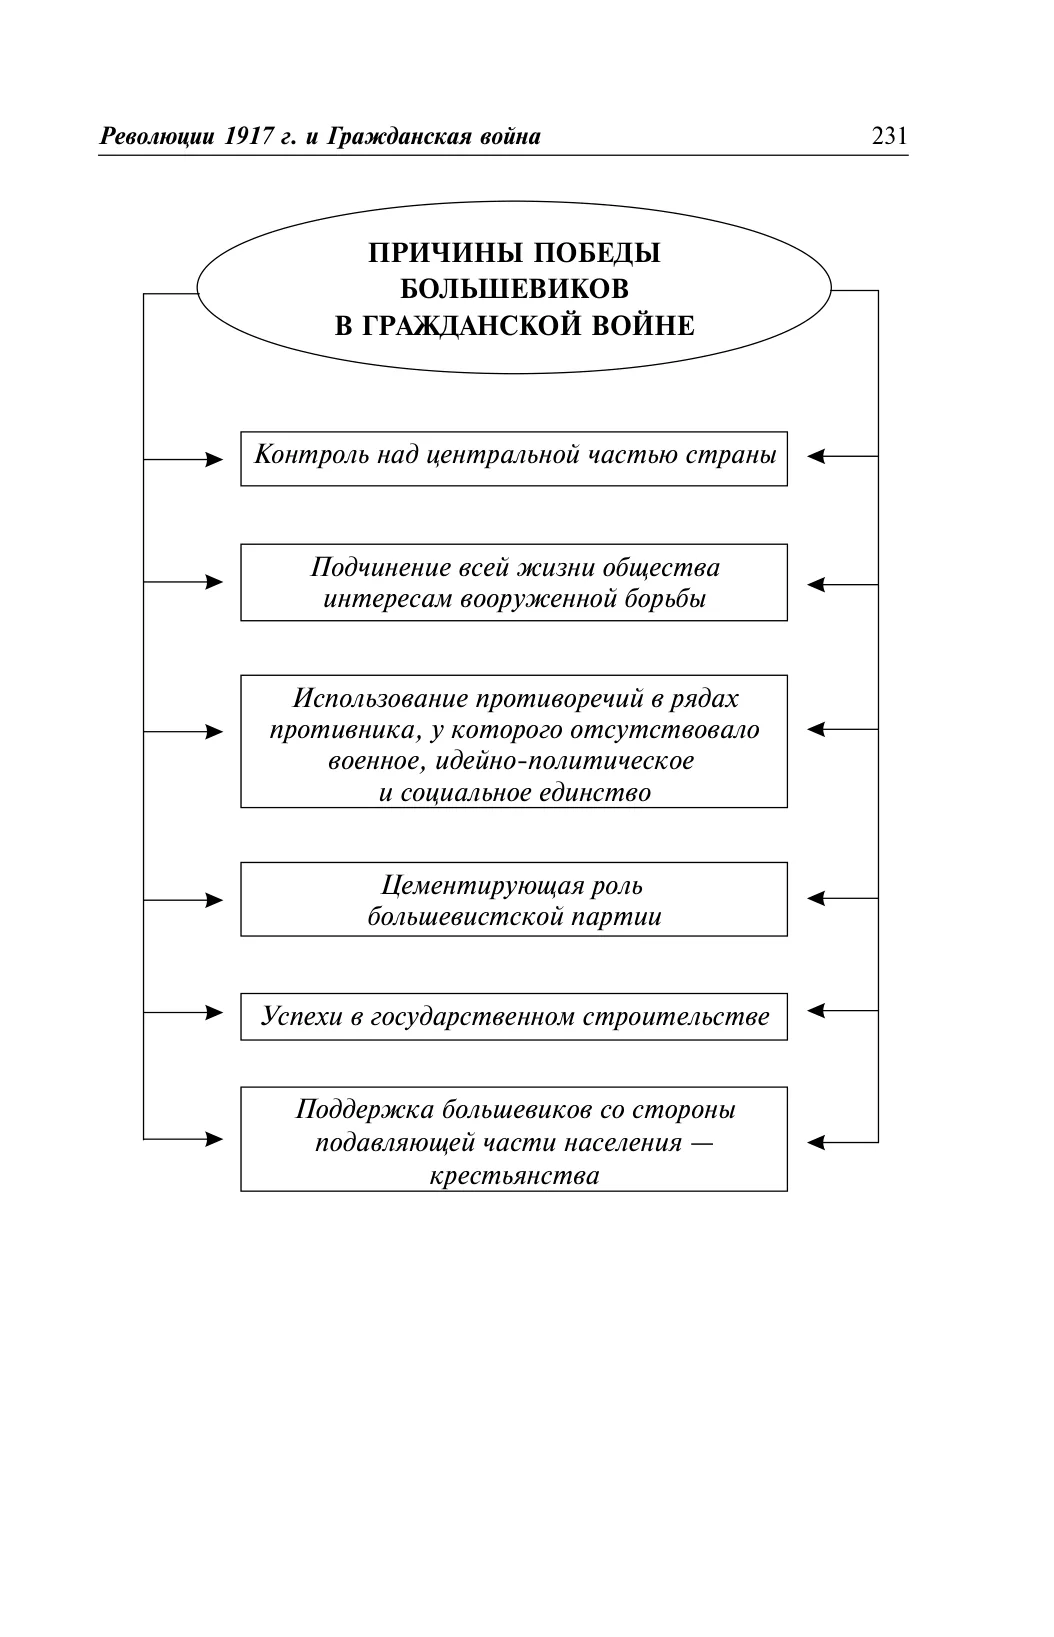 Революции 1917 г. и Гражданская война 231
ПРИЧИНЫ ПОБЕДЫ
БОЛЬШЕВИКОВ
В ГРАЖДАНСКОЙ ВОЙНЕ
Контроль над центральной частью страны
Подчинение всей жизни общества
интересам вооруженной борьбы
Использование противоречий в рядах
противника, у которого отсутствовало
военное, идейно-политическое
и социальное единство
Цементирующая роль
большевистской партии
Успехи в государственном строительстве
Поддержка большевиков со стороны
подавляющей части населения —
крестьянства